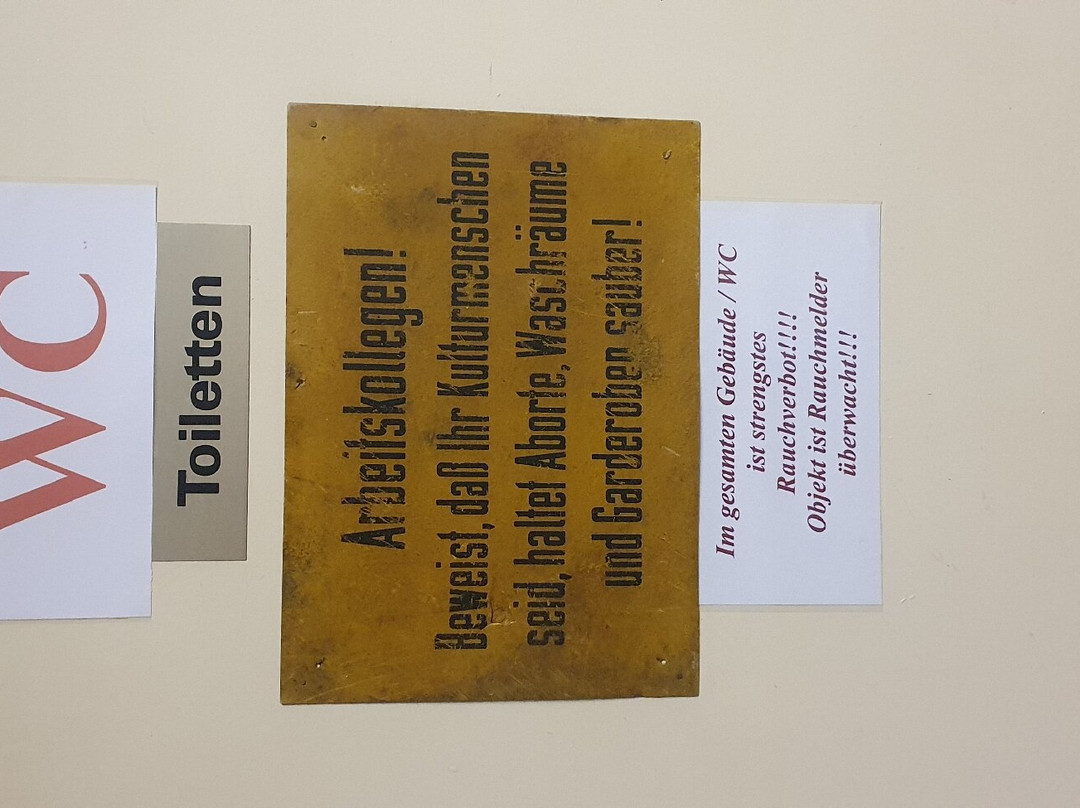 WC
Toiletten
Arbeitskollegen!
Beweist, daß Ihr Kulturmenschen
seid, haltet Aborte, Waschräume
und Garderoben sauber!
Im gesamten Gebäude / WC
ist strengstes
Rauchverbot!!!!
Objekt ist Rauchmelder
überwacht!!!